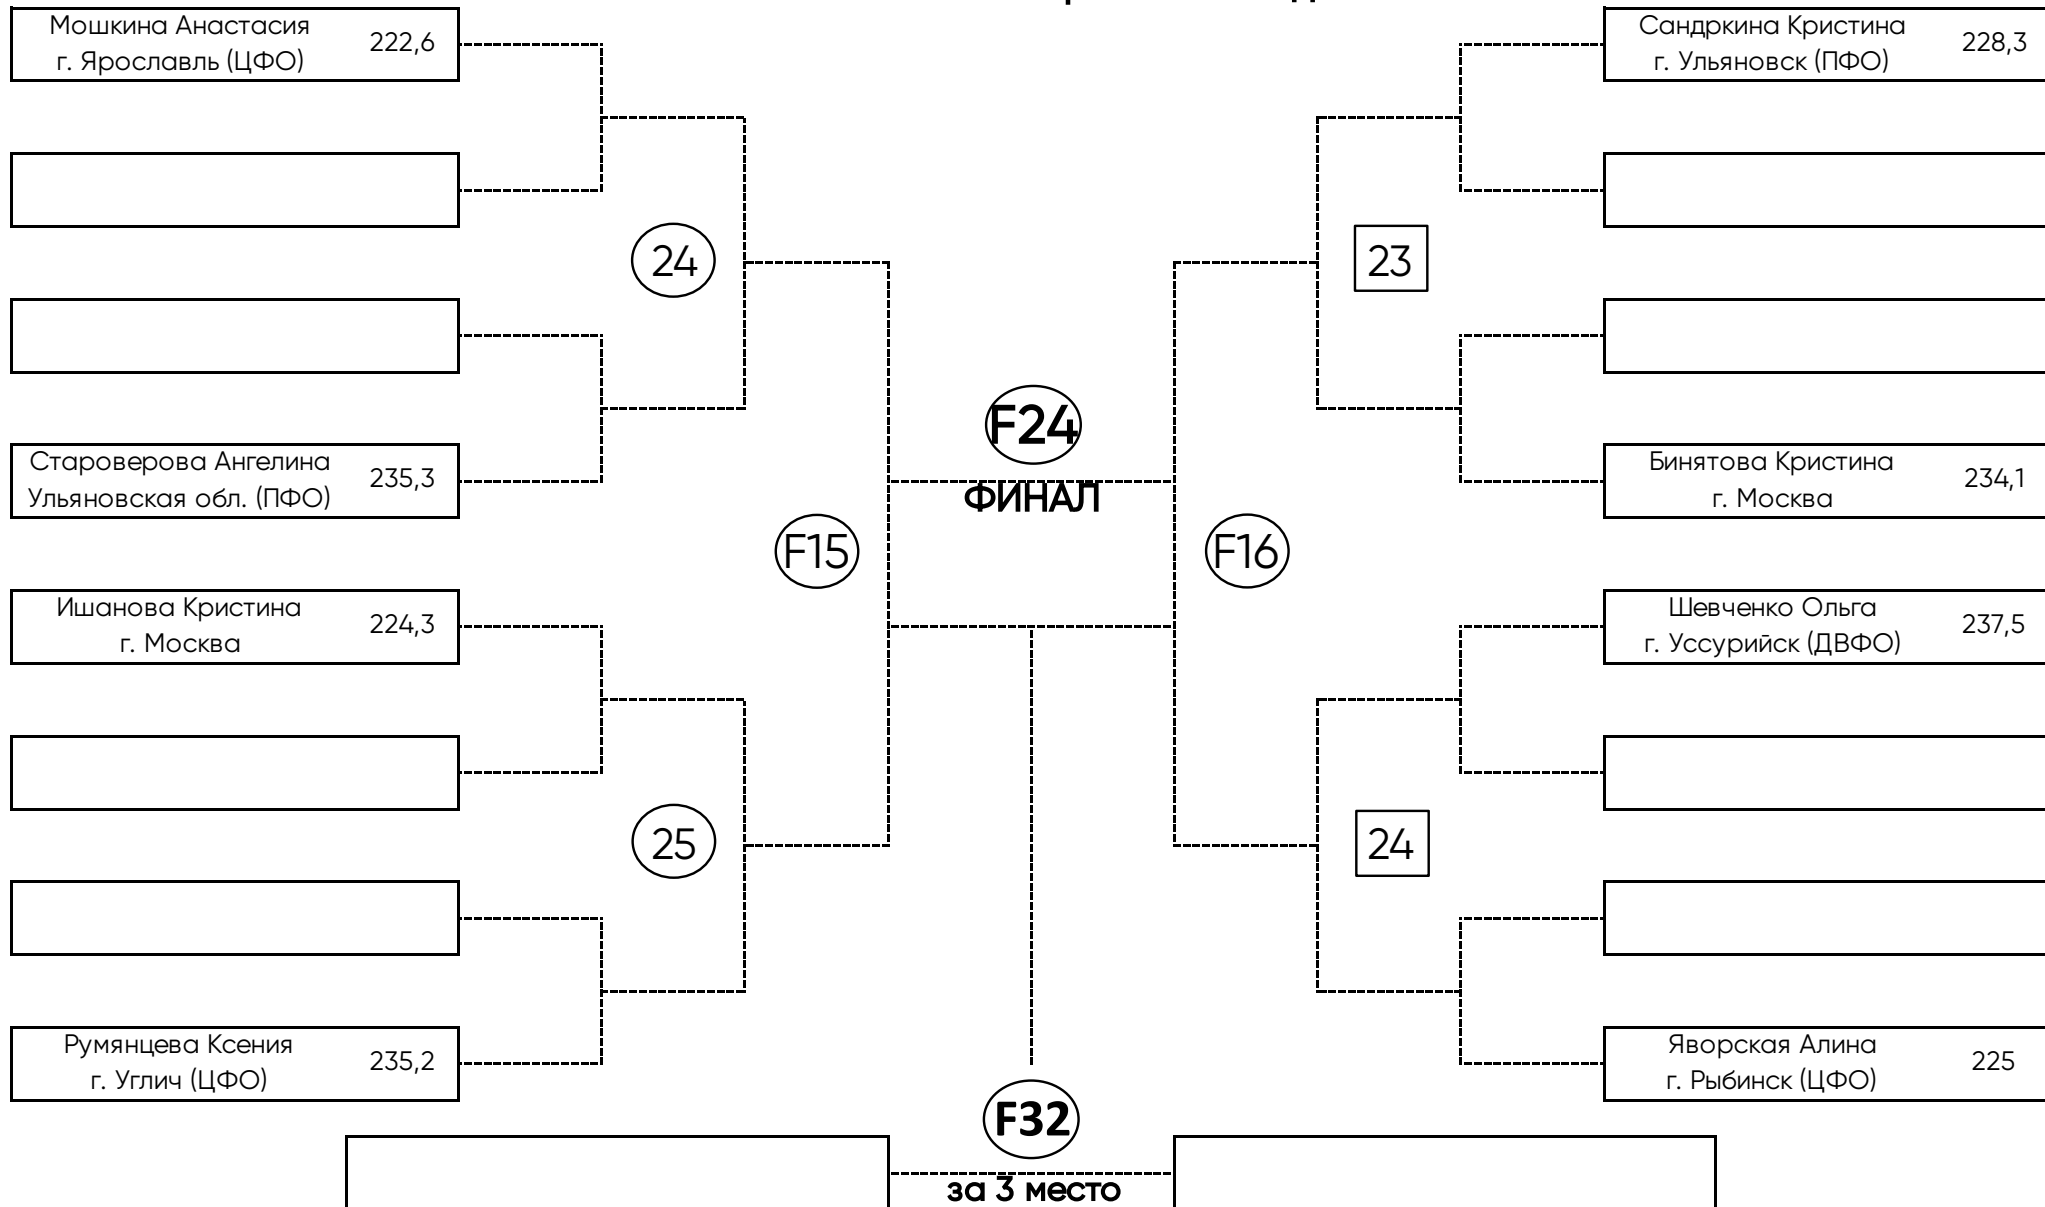 Мошкина Анастасия
г. Ярославль (ЦФО)
222,6
Сандркина Кристина
г. Ульяновск (ПФО)
228,3
24
23
F24
ФИНАЛ
Староверова Ангелина
Ульяновская обл. (ПФО)
235,3
Бинятова Кристина
г. Москва
234,1
F15
F16
Ишанова Кристина
г. Москва
224,3
Шевченко Ольга
г. Уссурийск (ДВФО)
237,5
25
24
Румянцева Ксения
г. Углич (ЦФО)
235,2
Яворская Алина
г. Рыбинск (ЦФО)
225
F32
за 3 место